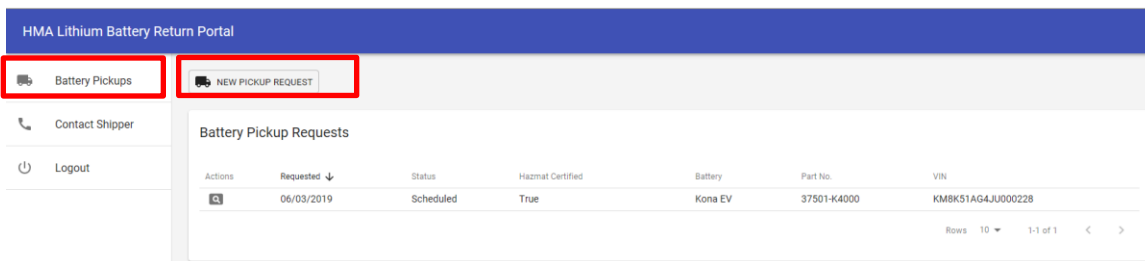 HMA Lithium Battery Return Portal
Battery Pickups
NEW PICKUP REQUEST
Contact Shipper
Battery Pickup Requests
Logout
Actions Requested Status Hazmat Certified Battery Part No. VIN
06/03/2019 Scheduled True Kona EV 37501-K4000 KM8K51AG4JU000228
Rows 10 1-1 of 1